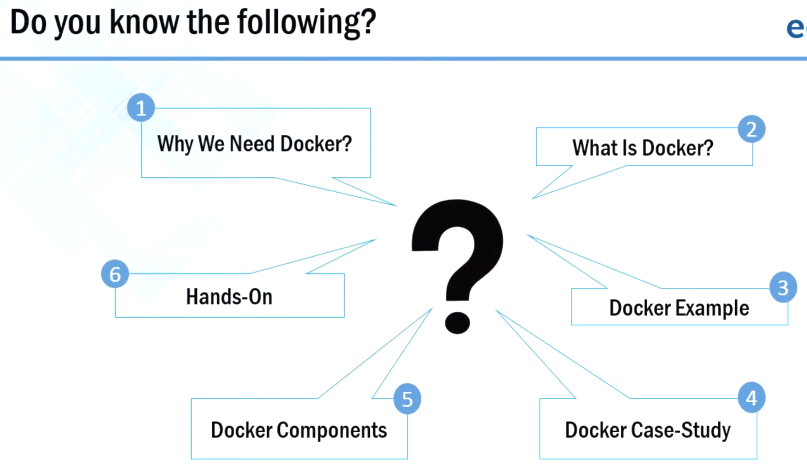 Do you know the following?
1
Why We Need Docker?
2
What Is Docker?
?
6
Hands-On
3
Docker Example
5
Docker Components
4
Docker Case-Study